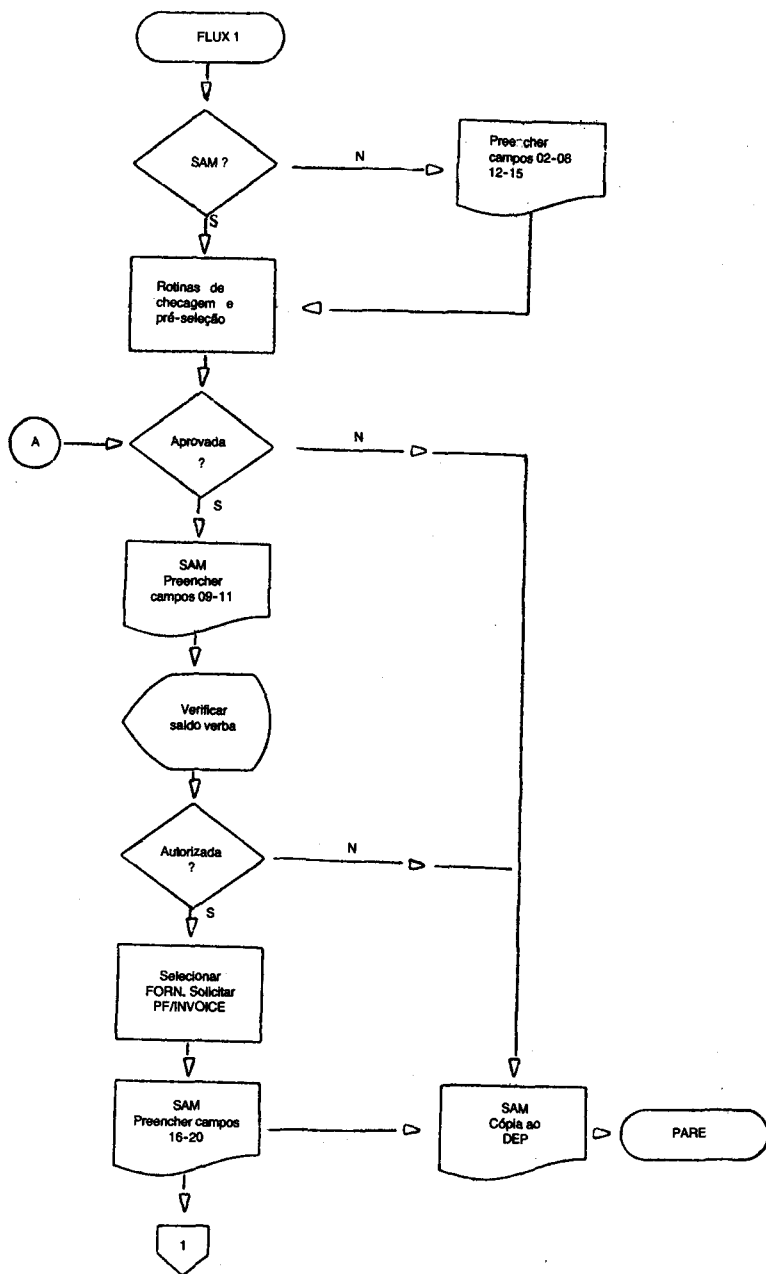 FLUX 1
SAM ?
N
Preencher
campos 02-08
12-15
S
Rotinas de
checagem e
pré-seleção
A
Aprovada
?
N
S
SAM
Preencher
campos 09-11
Verificar
saldo verba
Autorizada
?
N
S
Selecionar
FORN. Solicitar
PF/INVOICE
SAM
Preencher campos
16-20
SAM
Cópia ao
DEP
PARE
1